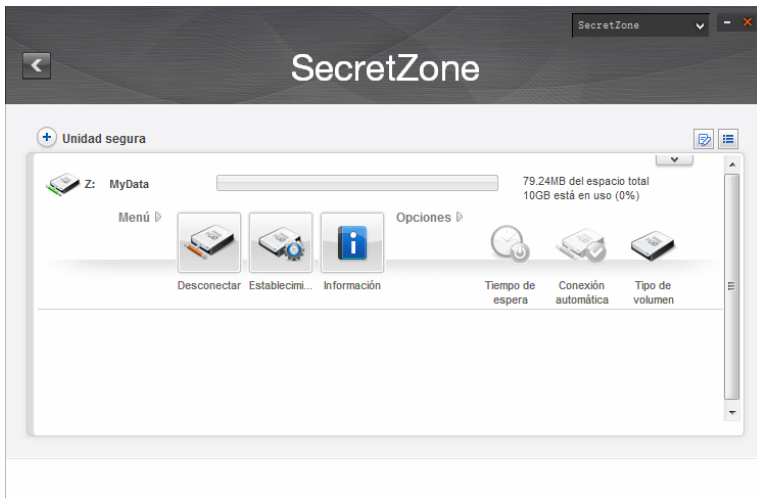 SecretZone
SecretZone
Unidad segura
Z: MyData
79.24MB del espacio total
10GB está en uso (0%)
Menú
Opciones
Desconectar
Establecimi...
Información
Tiempo de
espera
Conexión
automática
Tipo de
volumen